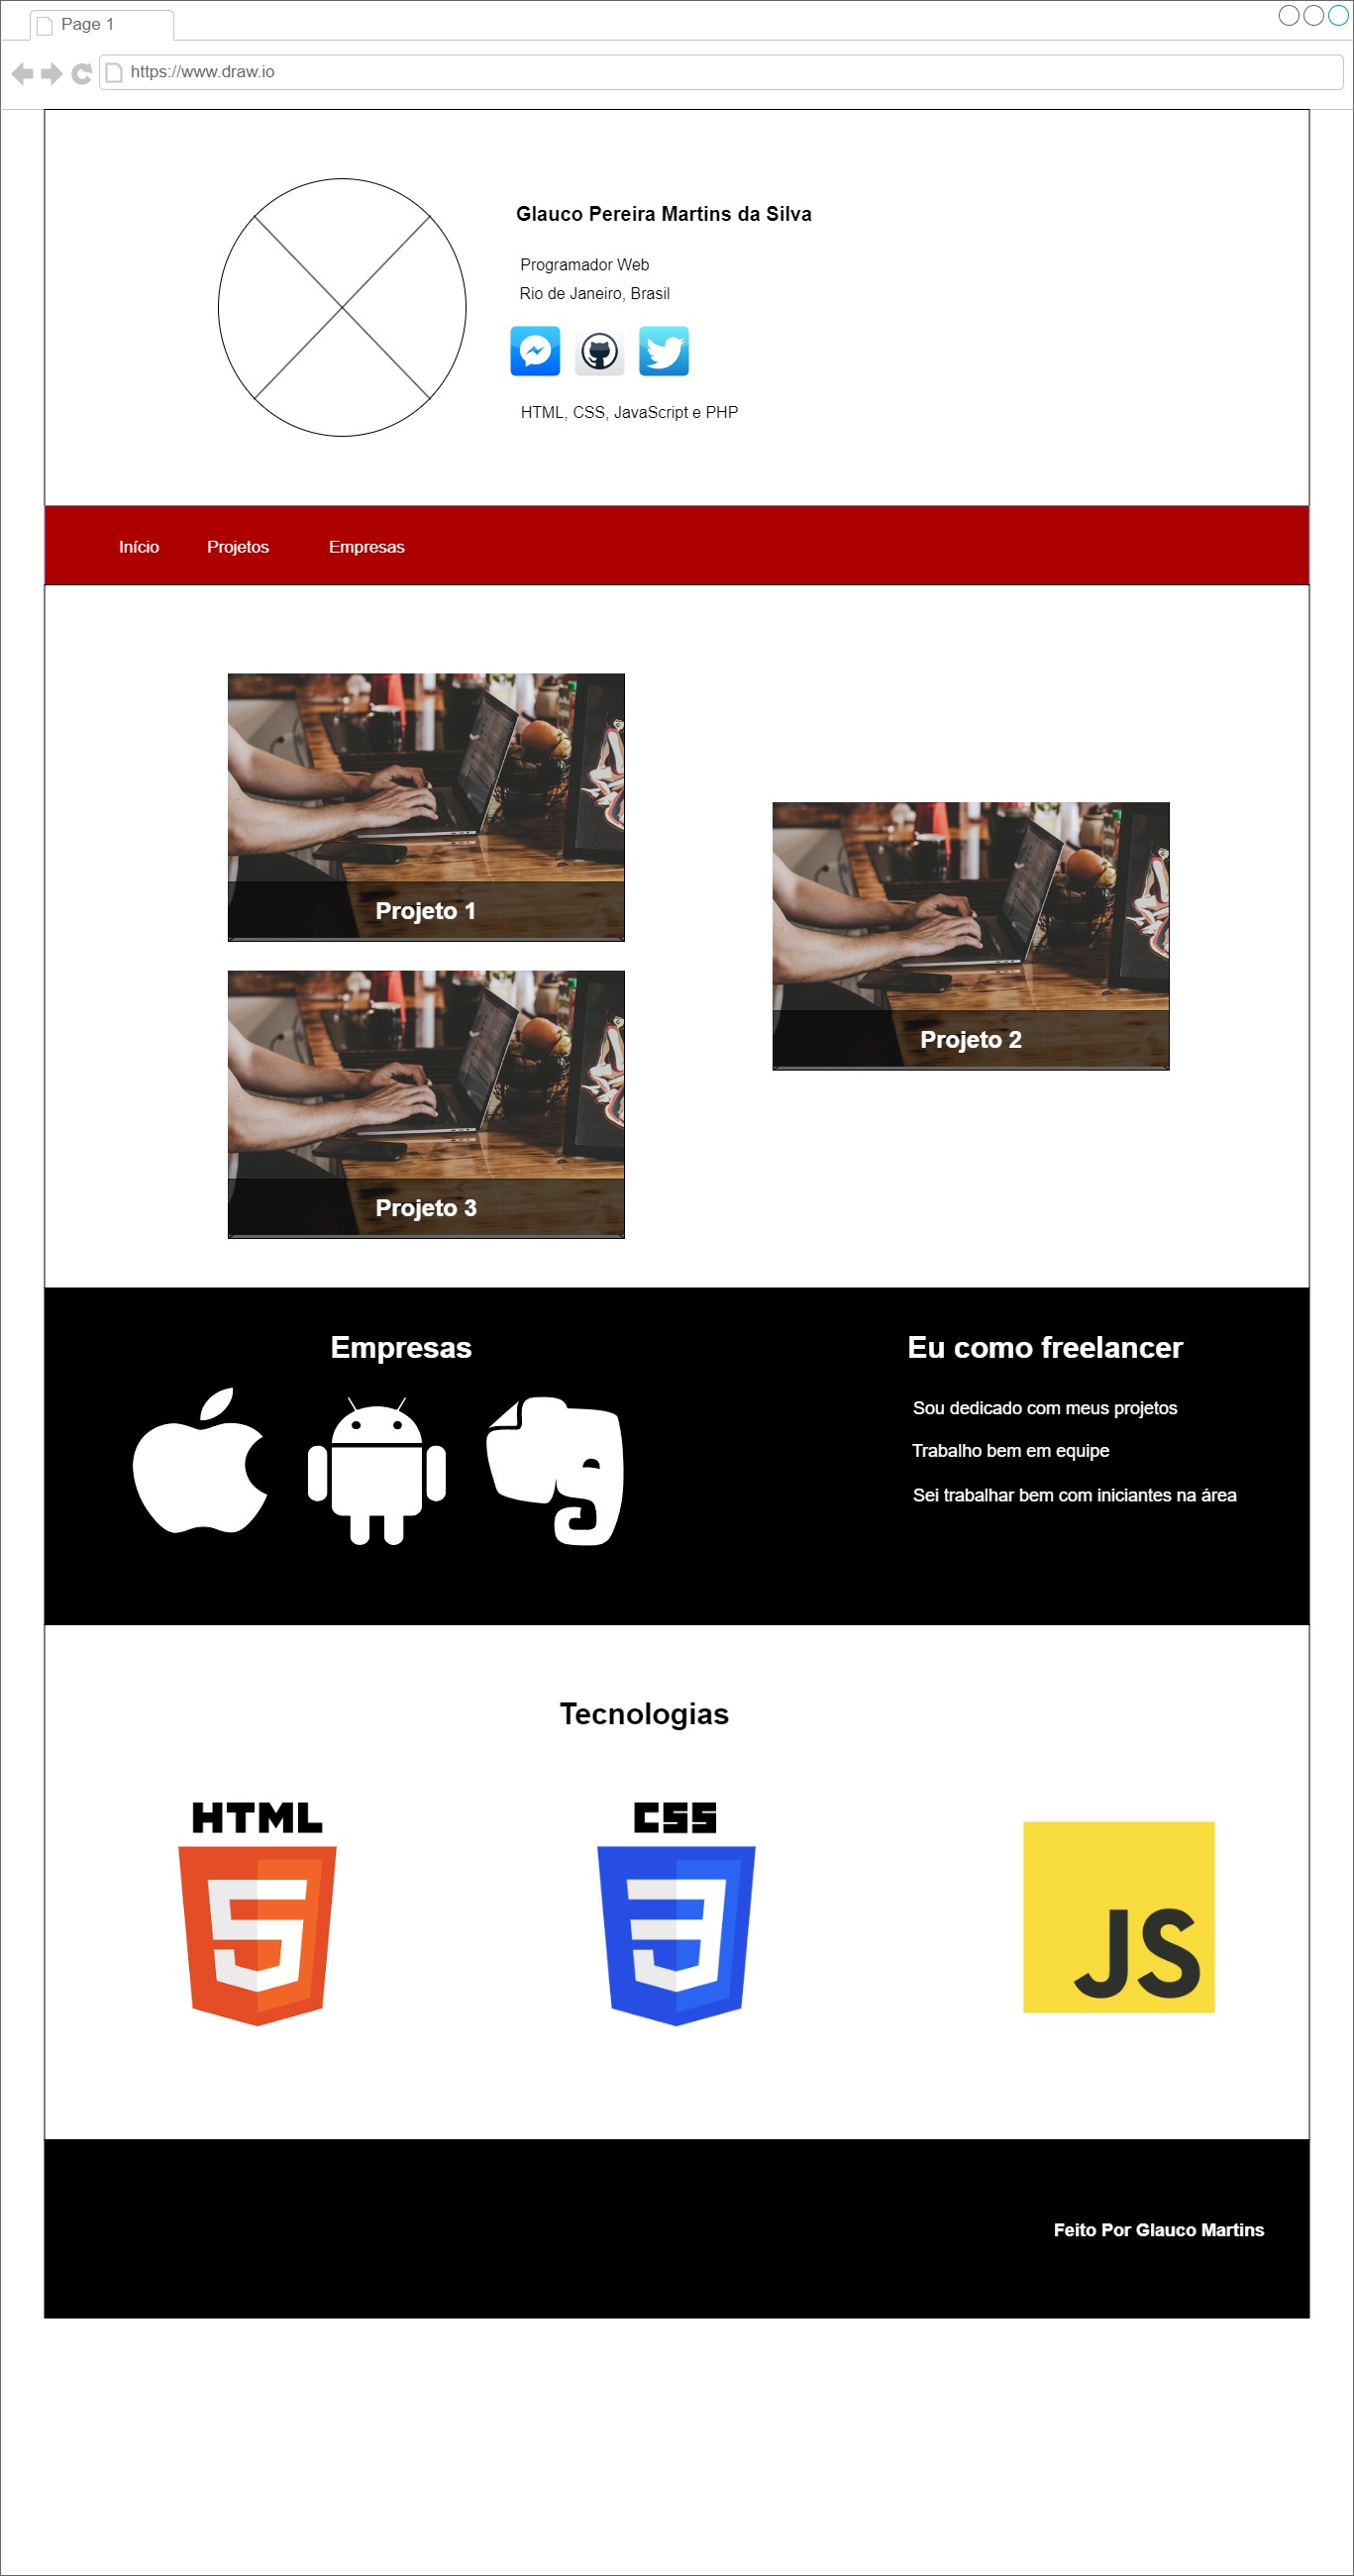 Page 1
https://www.draw.io
Glauco Pereira Martins da Silva
Programador Web
Rio de Janeiro, Brasil
HTML, CSS, JavaScript e PHP
Início Projetos Empresas
Projeto 1
Projeto 2
Projeto 3
Empresas
Eu como freelancer
Sou dedicado com meus projetos
Trabalho bem em equipe
Sei trabalhar bem com iniciantes na área
Tecnologias
HTML
5
CSS
3
JS
Feito Por Glauco Martins